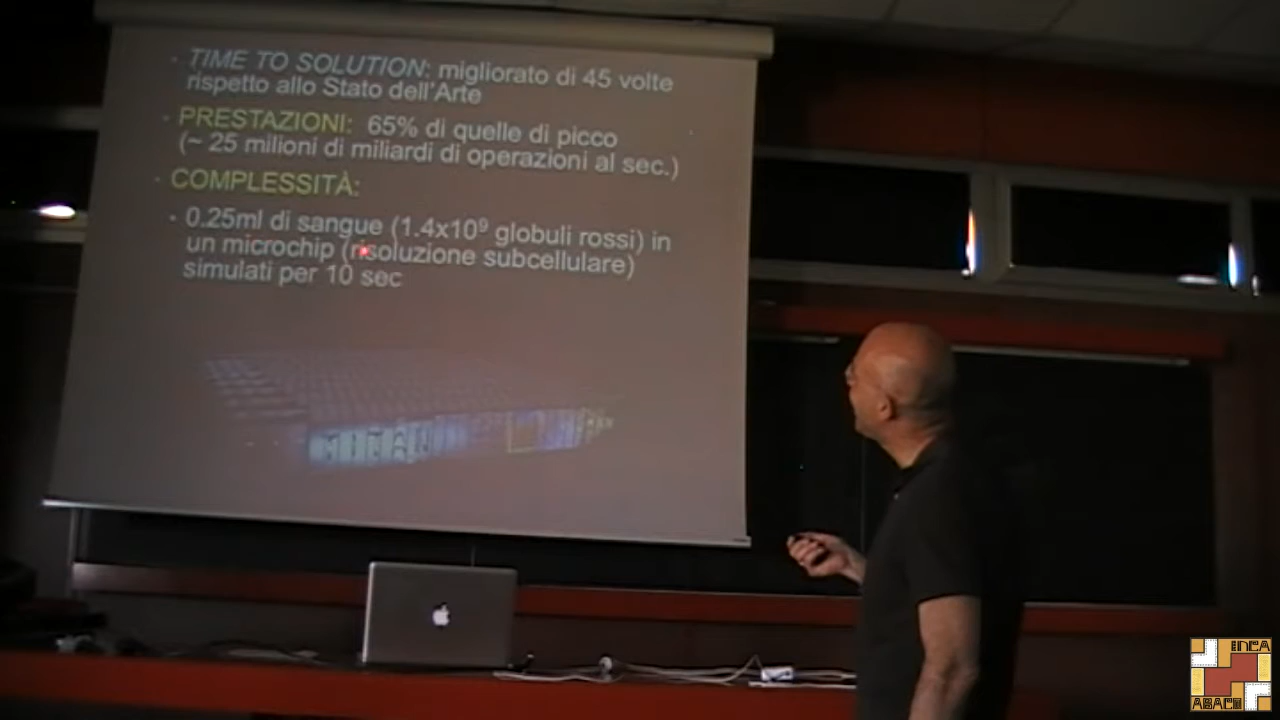 TIME TO SOLUTION: migliorato di 45 volte
rispetto allo Stato dell'Arte
PRESTAZIONI: 65% di quelle di picco
(~ 25 milioni di miliardi di operazioni al sec.)
COMPLESSITÀ:
0.25ml di sangue (1.4x10⁹ globuli rossi) in
un microchip (risoluzione subcellulare)
simulati per 10 sec
TITAN
INCA
ABACO